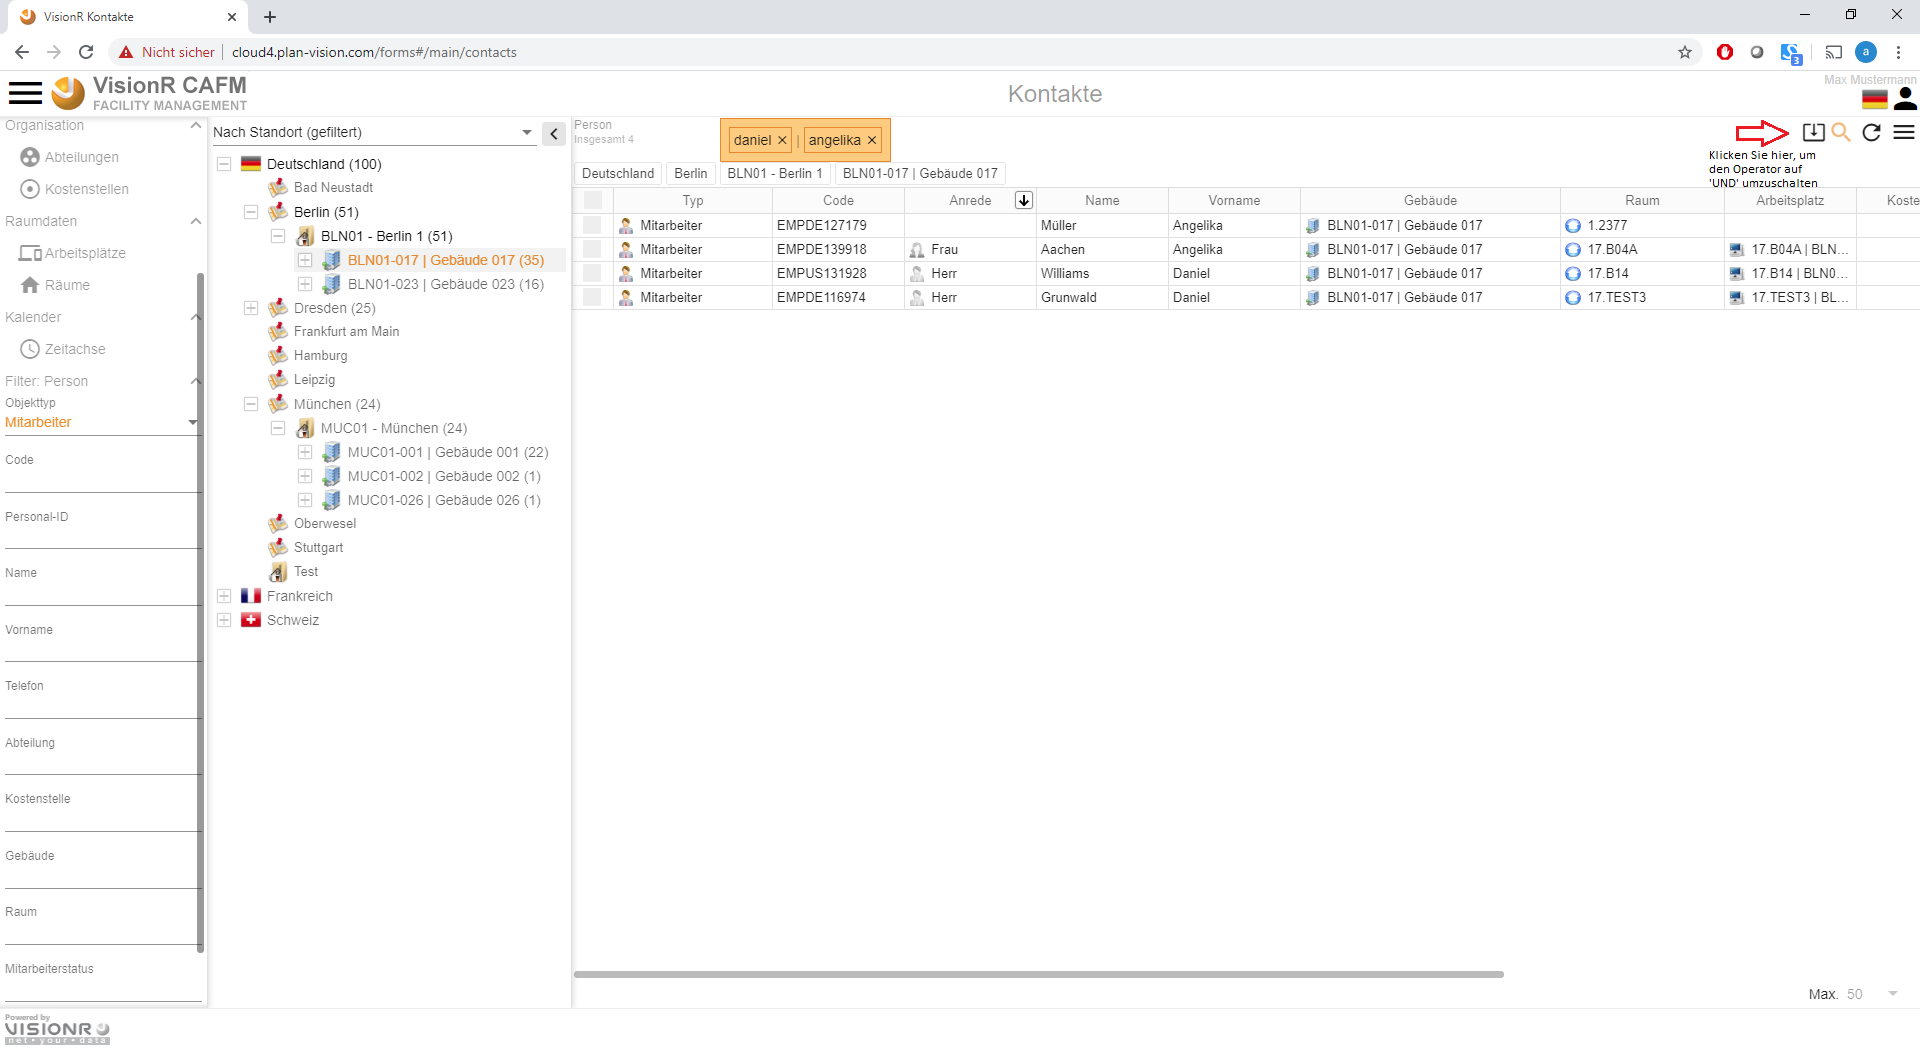 VisionR Kontakte
Nicht sicher
cloud4.plan-vision.com/forms#/main/contacts
a
3
VisionR CAFM
FACILITY MANAGEMENT
Kontakte
Max Mustermann
Organisation
Abteilungen
Kostenstellen
Raumdaten
Arbeitsplätze
Räume
Kalender
Zeitachse
Filter: Person
Objekttyp
Mitarbeiter
Code
Personal-ID
Name
Vorname
Telefon
Abteilung
Kostenstelle
Gebäude
Raum
Mitarbeiterstatus
Nach Standort (gefiltert)
Deutschland (100)
Bad Neustadt
Berlin (51)
BLN01 - Berlin 1 (51)
BLN01-017 | Gebäude 017 (35)
BLN01-023 | Gebäude 023 (16)
Dresden (25)
Frankfurt am Main
Hamburg
Leipzig
München (24)
MUC01 - München (24)
MUC01-001 | Gebäude 001 (22)
MUC01-002 | Gebäude 002 (1)
MUC01-026 | Gebäude 026 (1)
Oberwesel
Stuttgart
Test
Frankreich
Schweiz
Person
Insgesamt 4
daniel | angelika
Klicken Sie hier, um
den Operator auf
'UND' umzuschalten
Deutschland Berlin BLN01 - Berlin 1 BLN01-017 | Gebäude 017
Typ Code Anrede Name Vorname Gebäude Raum Arbeitsplatz Koste
Mitarbeiter EMPDE127179 Müller Angelika BLN01-017 | Gebäude 017 1.2377
Mitarbeiter EMPDE139918 Frau Aachen Angelika BLN01-017 | Gebäude 017 17.B04A 17.B04A | BLN...
Mitarbeiter EMPUS131928 Herr Williams Daniel BLN01-017 | Gebäude 017 17.B14 17.B14 | BLN0...
Mitarbeiter EMPDE116974 Herr Grunwald Daniel BLN01-017 | Gebäude 017 17.TEST3 17.TEST3 | BL...
Max. 50
Powered by
VISIONR
net • your • data